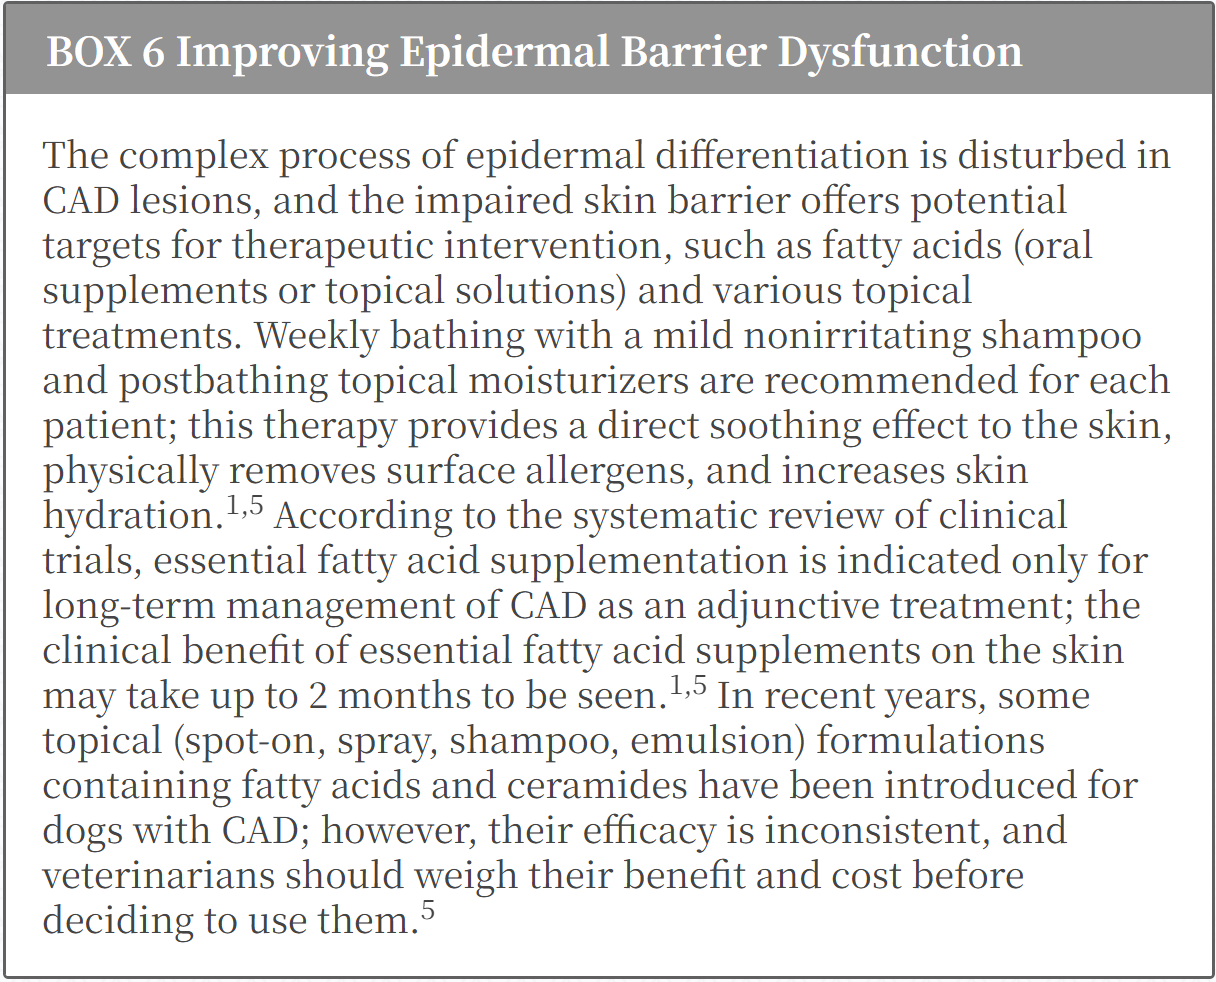 BOX 6 Improving Epidermal Barrier Dysfunction
The complex process of epidermal differentiation is disturbed in
CAD lesions, and the impaired skin barrier offers potential
targets for therapeutic intervention, such as fatty acids (oral
supplements or topical solutions) and various topical
treatments. Weekly bathing with a mild nonirritating shampoo
and postbathing topical moisturizers are recommended for each
patient; this therapy provides a direct soothing effect to the skin,
physically removes surface allergens, and increases skin
hydration.1,5 According to the systematic review of clinical
trials, essential fatty acid supplementation is indicated only for
long-term management of CAD as an adjunctive treatment; the
clinical benefit of essential fatty acid supplements on the skin
may take up to 2 months to be seen.1,5 In recent years, some
topical (spot-on, spray, shampoo, emulsion) formulations
containing fatty acids and ceramides have been introduced for
dogs with CAD; however, their efficacy is inconsistent, and
veterinarians should weigh their benefit and cost before
deciding to use them.5